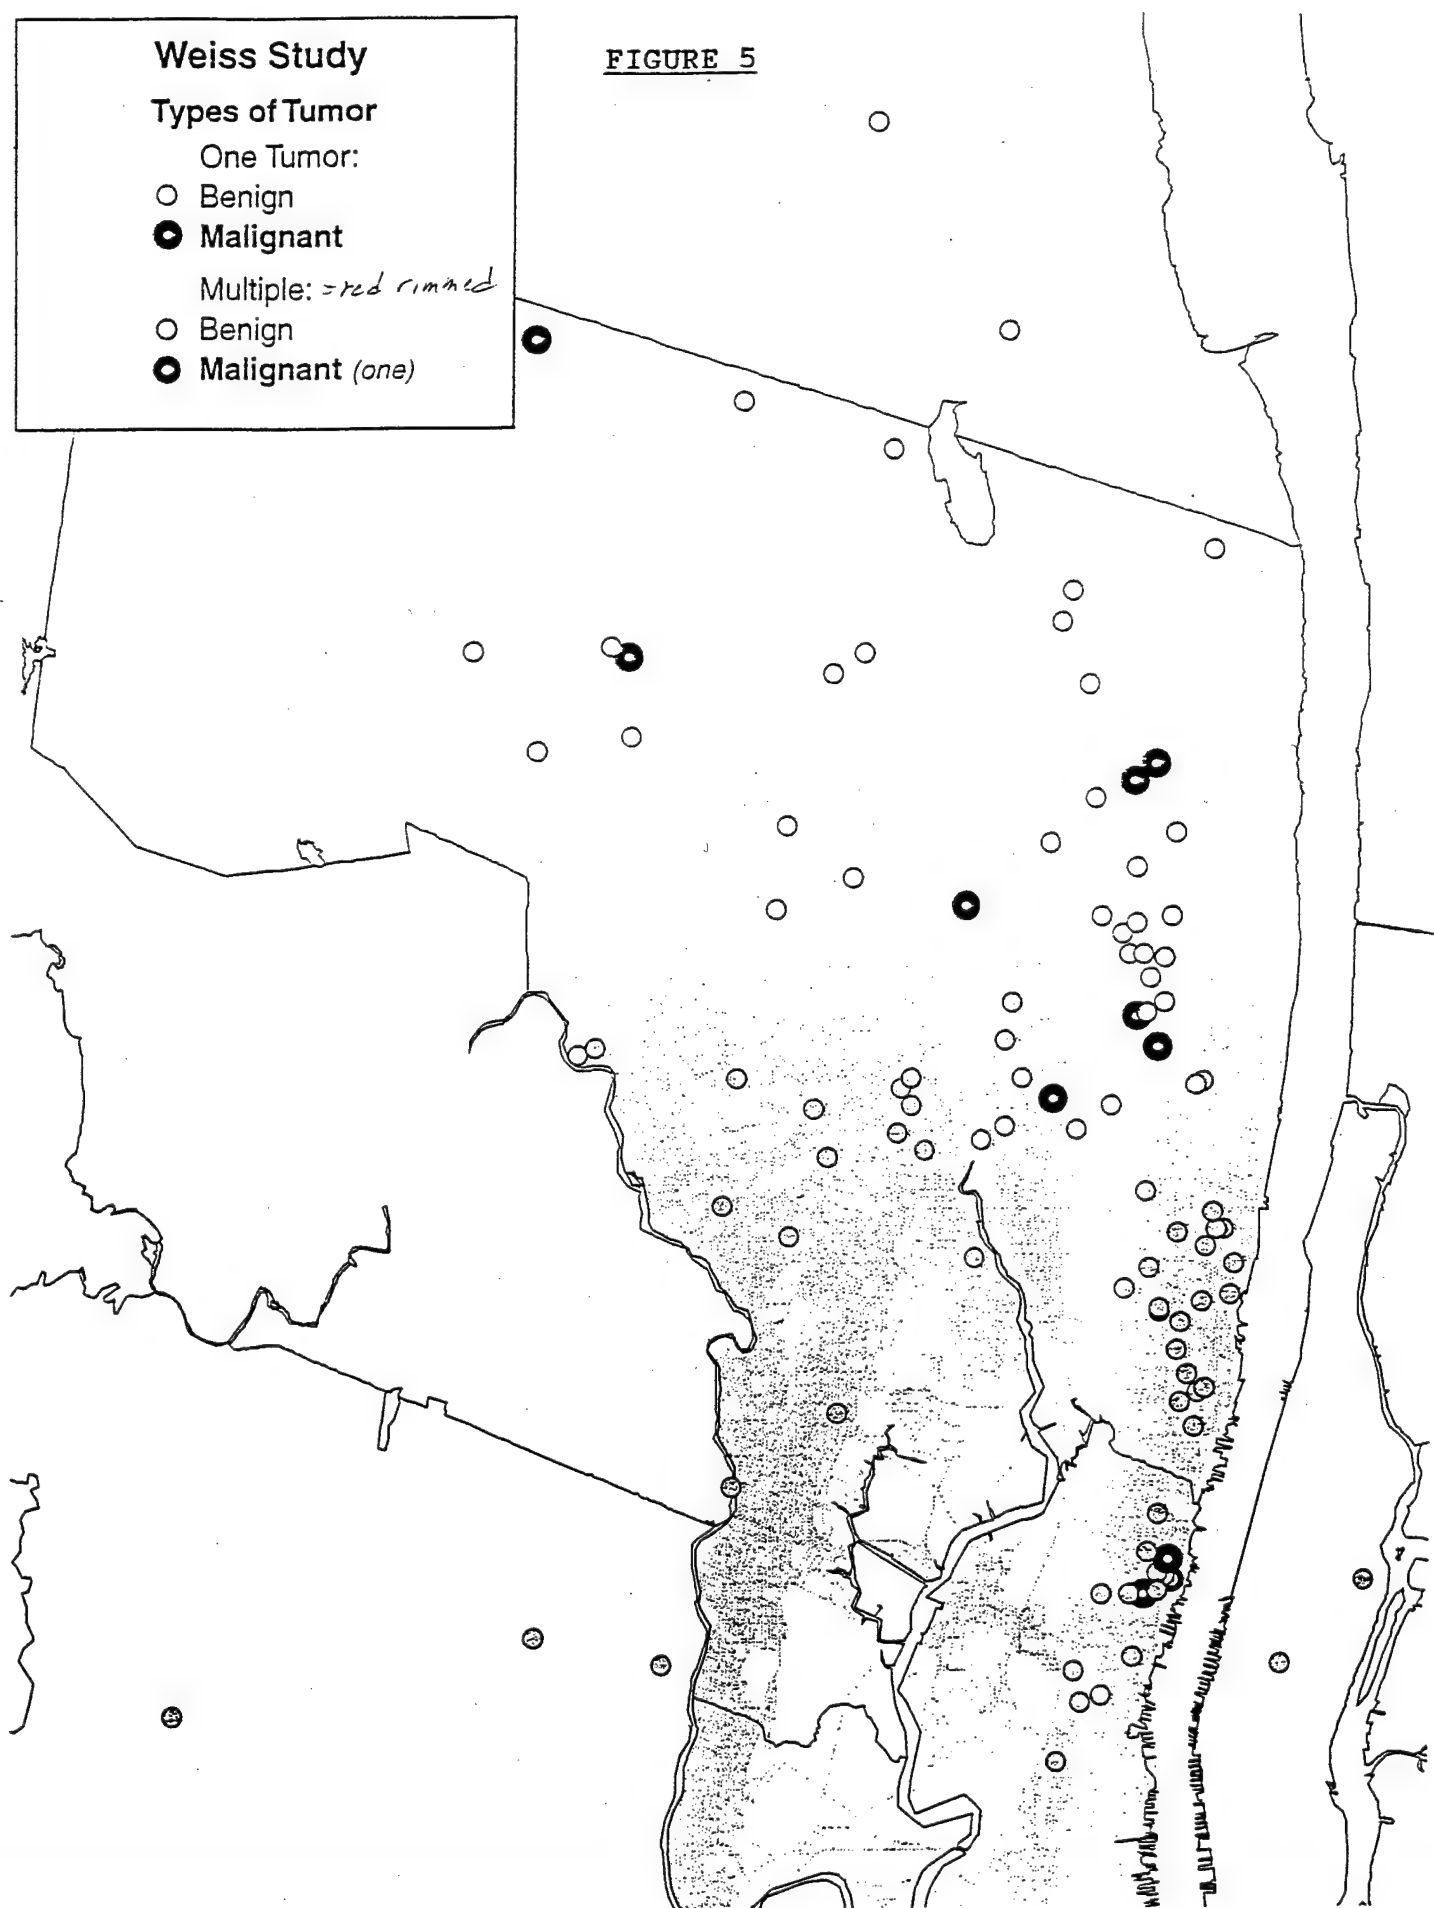 Weiss Study
Types of Tumor
One Tumor:
Benign
Malignant
Multiple: =red rimmed
Benign
Malignant (one)
FIGURE 5